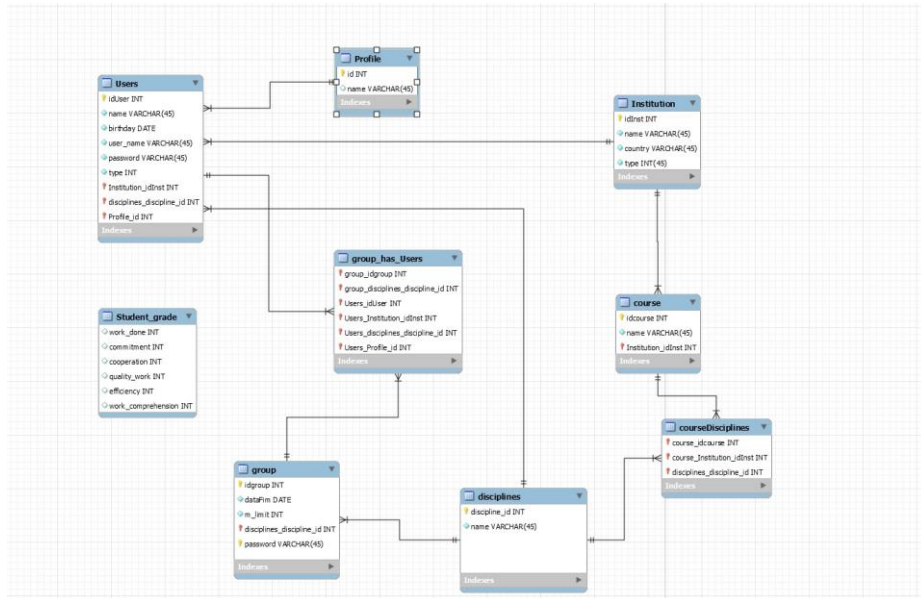 Profile
id INT
name VARCHAR(45)
Indexes
Users
idUser INT
name VARCHAR(45)
birthday DATE
user_name VARCHAR(45)
password VARCHAR(45)
type INT
Institution_idInst INT
disciplines_discipline_id INT
Profile_id INT
Indexes
Institution
idInst INT
name VARCHAR(45)
country VARCHAR(45)
type INT(45)
Indexes
group_has_Users
group_idgroup INT
group_disciplines_discipline_id INT
Users_idUser INT
Users_Institution_idInst INT
Users_disciplines_discipline_id INT
Users_Profile_id INT
Indexes
Student_grade
work_done INT
commitment INT
cooperation INT
quality_work INT
efficiency INT
work_comprehension INT
course
idcourse INT
name VARCHAR(45)
Institution_idInst INT
Indexes
courseDisciplines
course_idcourse INT
course_Institution_idInst INT
disciplines_discipline_id INT
Indexes
group
idgroup INT
dataFim DATE
m_limit INT
disciplines_discipline_id INT
password VARCHAR(45)
Indexes
disciplines
discipline_id INT
name VARCHAR(45)
Indexes